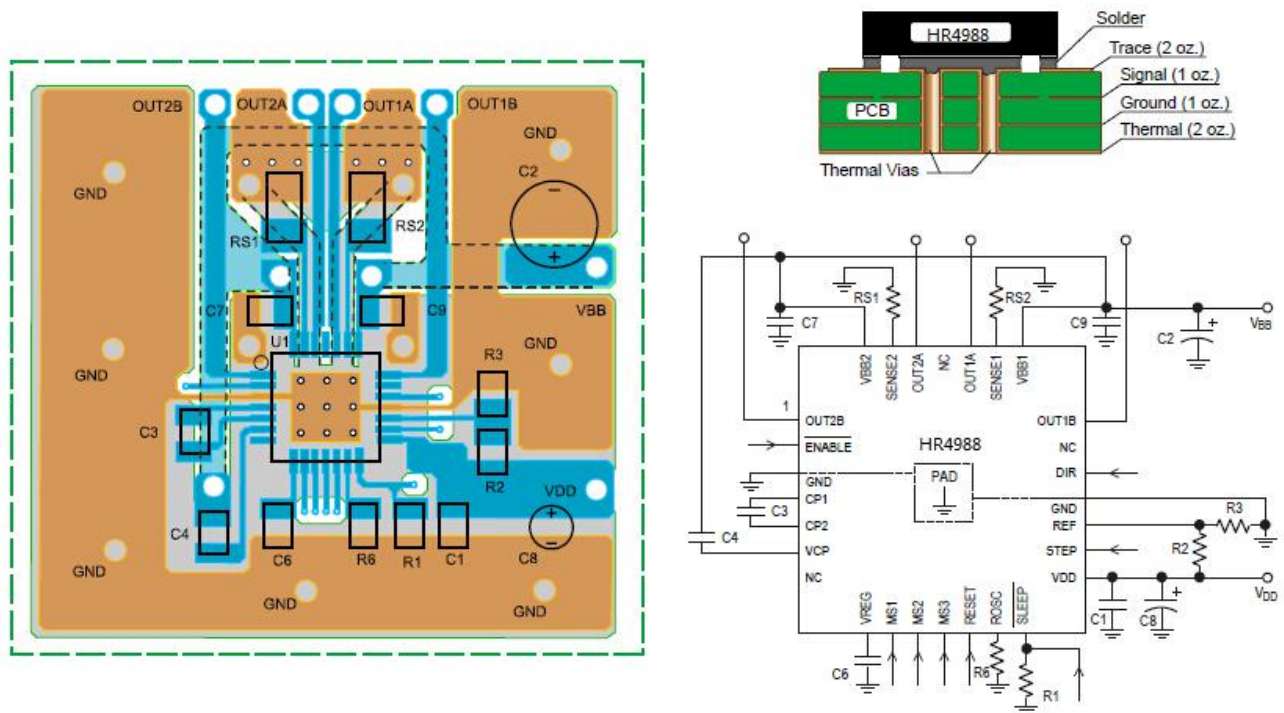 OUT2B
OUT2A
OUT1A
OUT1B
GND
GND
C2
RS1
RS2
C7
C9
VBB
U1
GND
R3
GND
C3
R2
VDD
C4
C6
R6
R1
C1
C8
GND
GND
GND
HR4988
Solder
Trace (2 oz.)
Signal (1 oz.)
PCB
Ground (1 oz.)
Thermal (2 oz.)
Thermal Vias
RS1
RS2
C7
C9
C2
VBB
VBB2
SENSE2
OUT2A
NC
OUT1A
SENSE1
VBB1
1
OUT2B
OUT1B
HR4988
ENABLE
NC
DIR
GND
PAD
CP1
GND
R3
C3
CP2
REF
C4
VCP
STEP
R2
NC
VDD
VDD
VREG
MS1
MS2
MS3
RESET
ROSC
SLEEP
C1
C8
C6
R6
R1